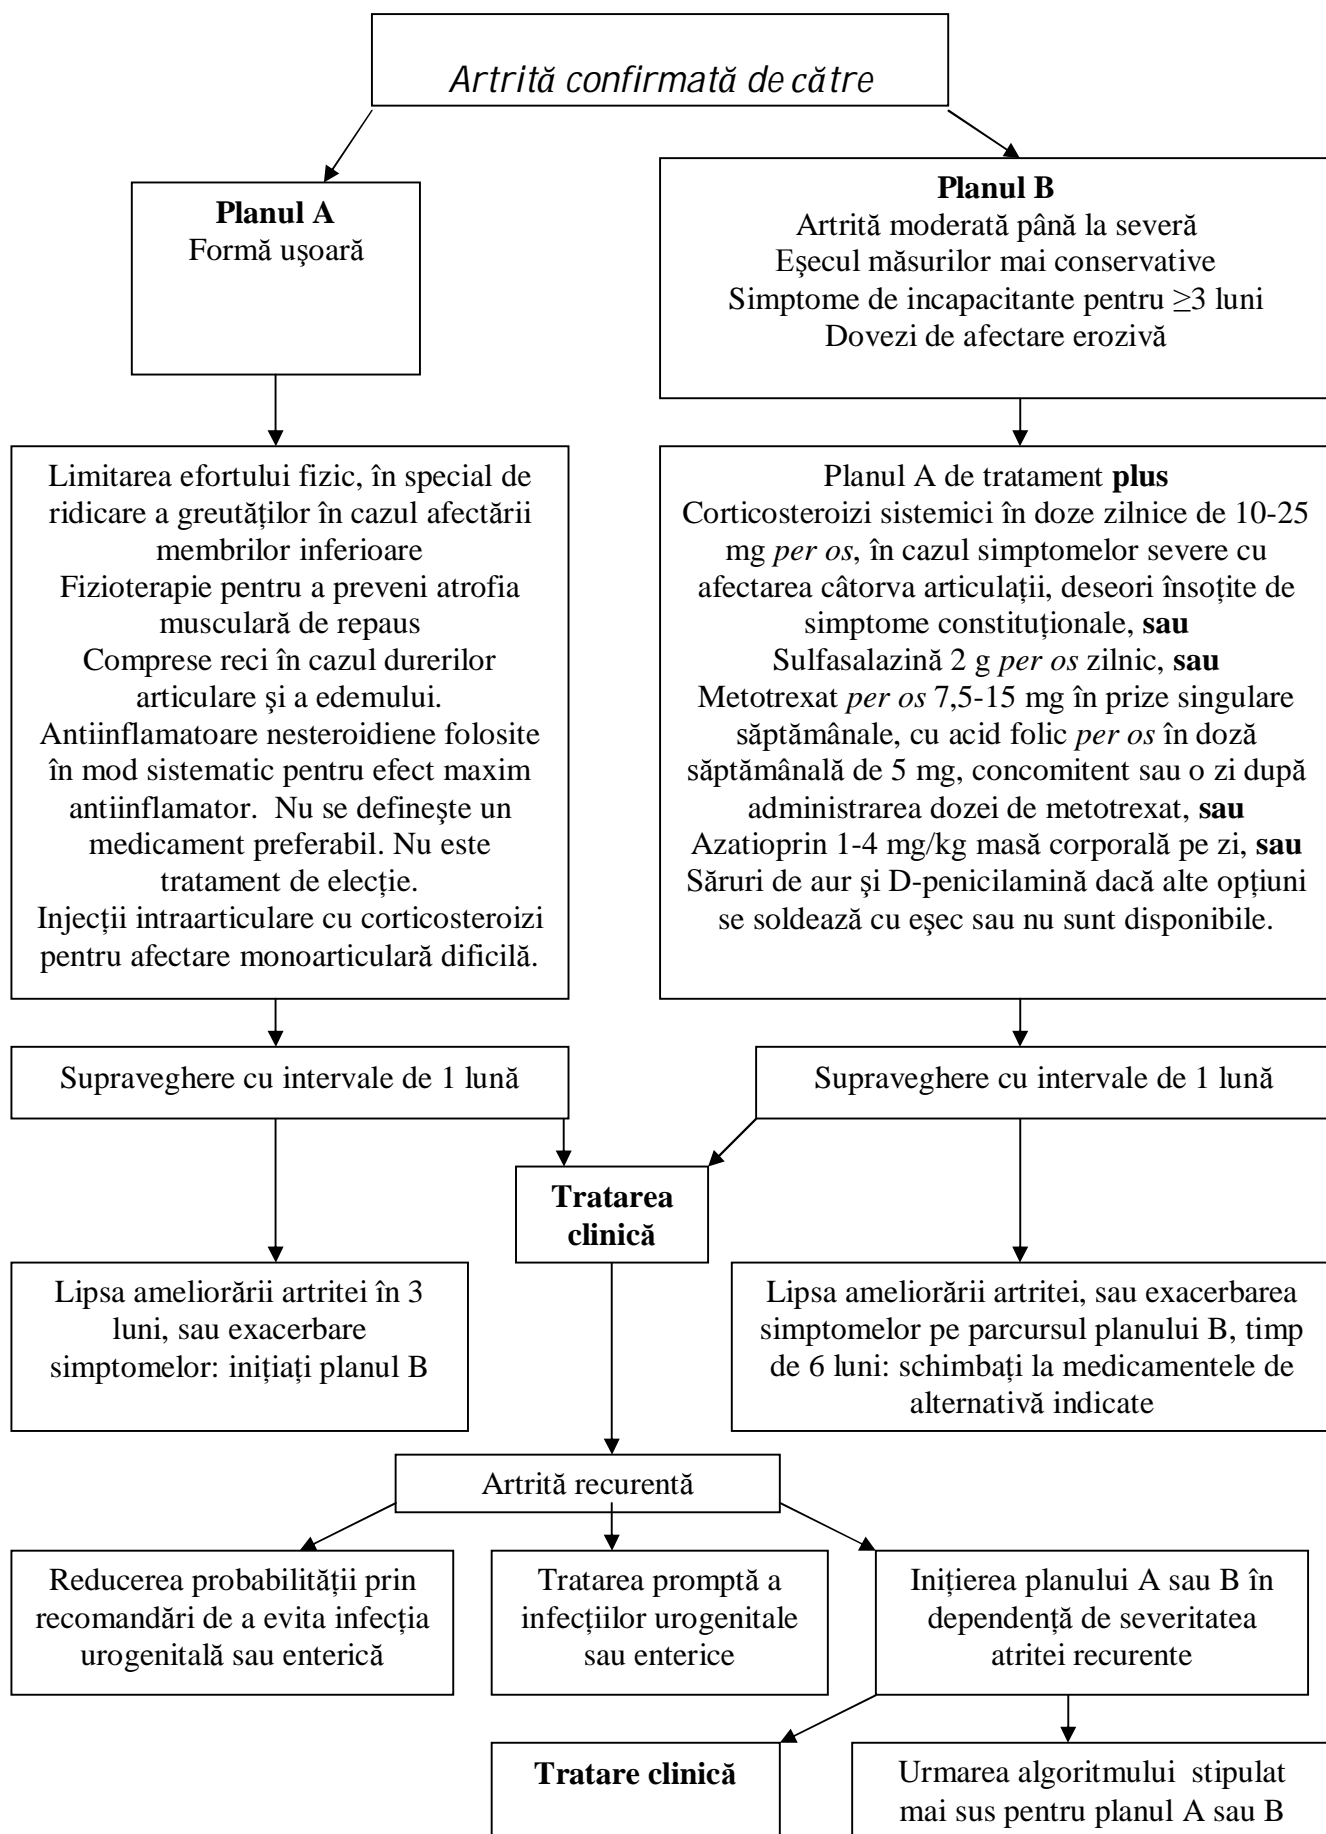 Artrită confirmată de către
Planul A
Formă uşoară
Planul B
Artrită moderată până la severă
Eşecul măsurilor mai conservative
Simptome de incapacitante pentru ≥3 luni
Dovezi de afectare erozivă
Limitarea efortului fizic, în special de
ridicare a greutăților în cazul afectării
membrilor inferioare
Fizioterapie pentru a preveni atrofia
musculară de repaus
Comprese reci în cazul durerilor
articulare şi a edemului.
Antiinflamatoare nesteroidiene folosite
în mod sistematic pentru efect maxim
antiinflamator. Nu se defineşte un
medicament preferabil. Nu este
tratament de elecție.
Injecții intraarticulare cu corticosteroizi
pentru afectare monoarticulară dificilă.
Planul A de tratament plus
Corticosteroizi sistemici în doze zilnice de 10-25
mg per os, în cazul simptomelor severe cu
afectarea câtorva articulații, deseori însoțite de
simptome constituționale, sau
Sulfasalazină 2 g per os zilnic, sau
Metotrexat per os 7,5-15 mg în prize singulare
săptămânale, cu acid folic per os în doză
săptămânală de 5 mg, concomitent sau o zi după
administrarea dozei de metotrexat, sau
Azatioprin 1-4 mg/kg masă corporală pe zi, sau
Săruri de aur şi D-penicilamină dacă alte opțiuni
se soldează cu eşec sau nu sunt disponibile.
Supraveghere cu intervale de 1 lună
Supraveghere cu intervale de 1 lună
Tratarea
clinică
Lipsa ameliorării artritei în 3
luni, sau exacerbare
simptomelor: inițiați planul B
Lipsa ameliorării artritei, sau exacerbarea
simptomelor pe parcursul planului B, timp
de 6 luni: schimbați la medicamentele de
alternativă indicate
Artrită recurentă
Reducerea probabilității prin
recomandări de a evita infecția
urogenitală sau enterică
Tratarea promptă a
infecțiilor urogenitale
sau enterice
Inițierea planului A sau B în
dependență de severitatea
atritei recurente
Tratare clinică
Urmarea algoritmului stipulat
mai sus pentru planul A sau B